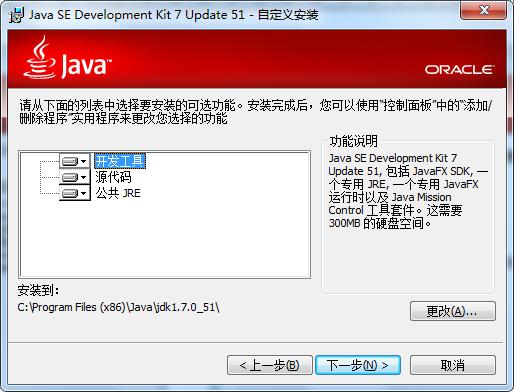 Java SE Development Kit 7 Update 51 - 自定义安装
Java™
ORACLE
请从下面的列表中选择要安装的可选功能。安装完成后，您可以使用"控制面板"中的"添加/
删除程序"实用程序来更改您选择的功能
开发工具
源代码
公共 JRE
功能说明
Java SE Development Kit 7
Update 51, 包括 JavaFX SDK, 一
个专用 JRE, 一个专用 JavaFX
运行时以及 Java Mission
Control 工具套件。这需要
300MB 的硬盘空间。
安装到:
C:\Program Files (x86)\Java\jdk1.7.0_51\
更改(A)...
< 上一步(B)
下一步(N) >
取消